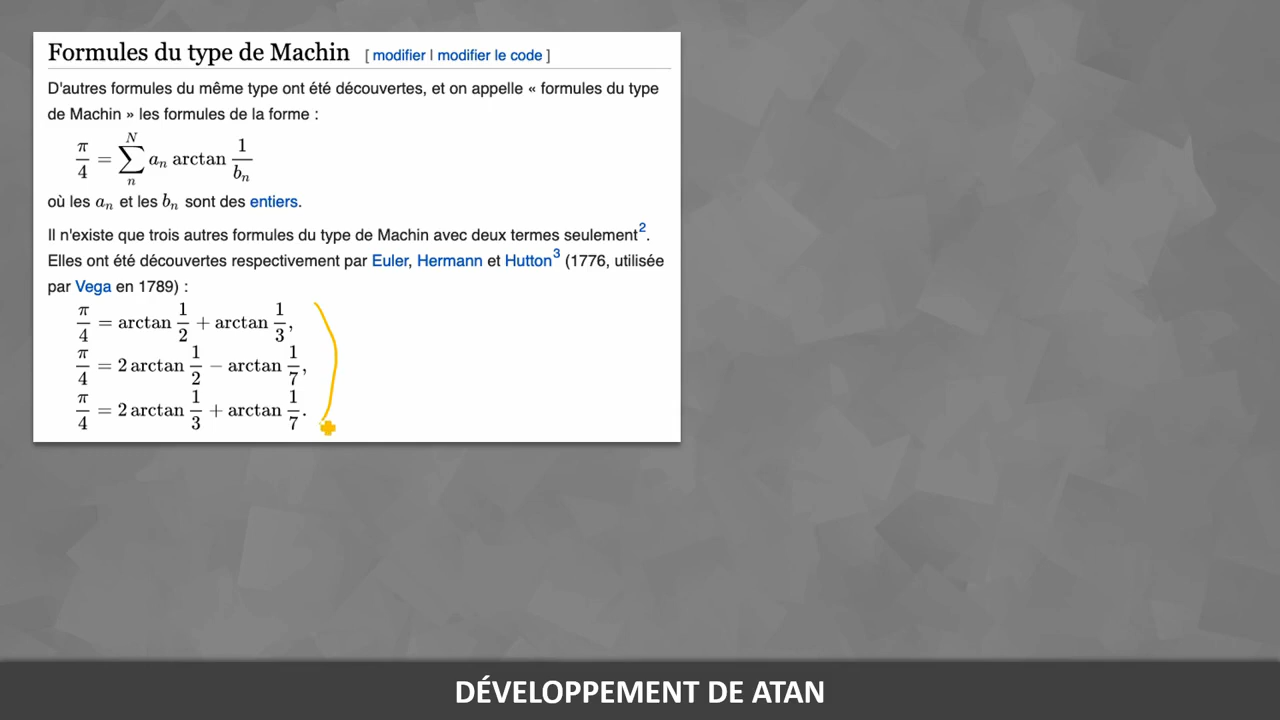 Formules du type de Machin [ modifier | modifier le code ]
D'autres formules du même type ont été découvertes, et on appelle « formules du type
de Machin » les formules de la forme :
π/4 = ∑_n^N a_n arctan 1/b_n
où les a_n et les b_n sont des entiers.
Il n'existe que trois autres formules du type de Machin avec deux termes seulement².
Elles ont été découvertes respectivement par Euler, Hermann et Hutton³ (1776, utilisée
par Vega en 1789) :
π/4 = arctan 1/2 + arctan 1/3,
π/4 = 2 arctan 1/2 − arctan 1/7,
π/4 = 2 arctan 1/3 + arctan 1/7.
DÉVELOPPEMENT DE ATAN